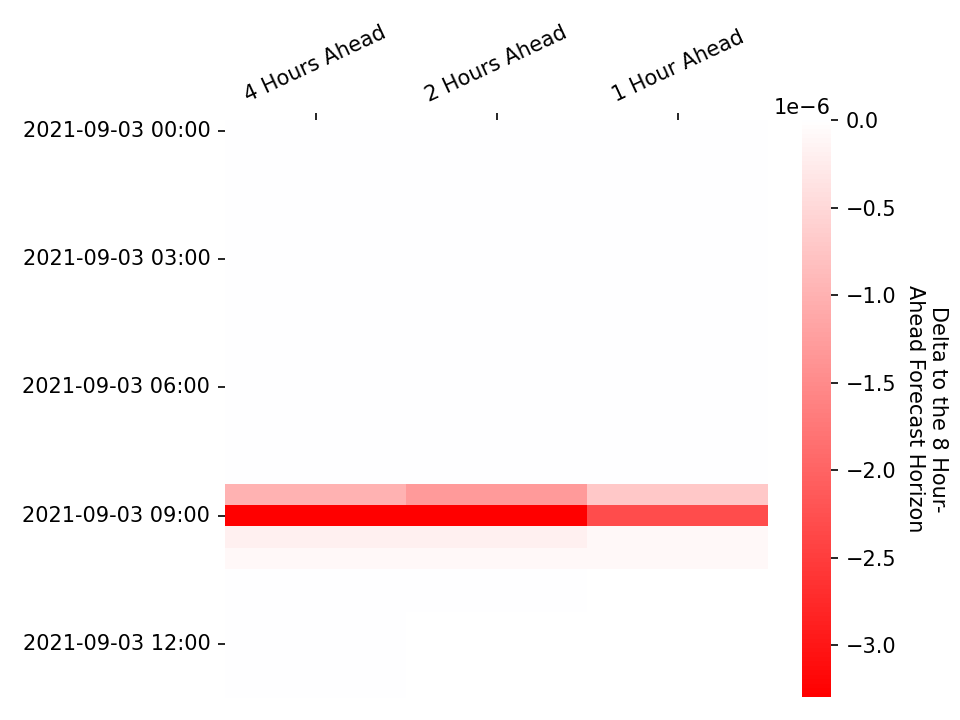 4 Hours Ahead
2 Hours Ahead
1 Hour Ahead
1e−6
2021-09-03 00:00
2021-09-03 03:00
2021-09-03 06:00
2021-09-03 09:00
2021-09-03 12:00
0.0
−0.5
−1.0
−1.5
−2.0
−2.5
−3.0
Delta to the 8 Hour-
Ahead Forecast Horizon